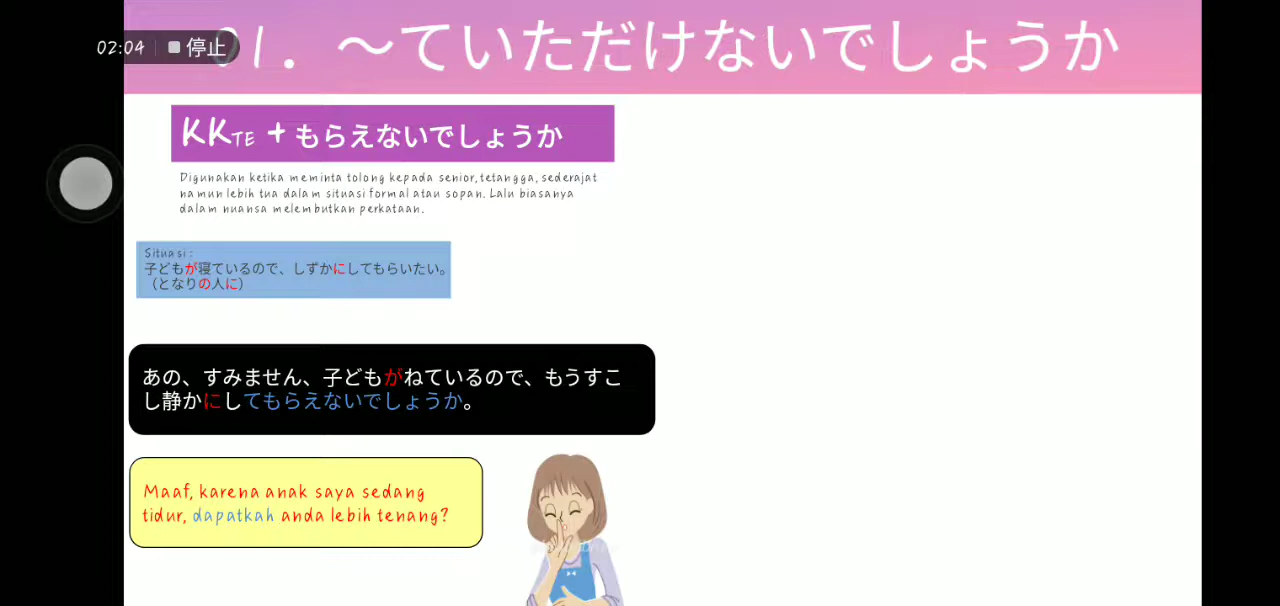 02:04 停止
01. ～ていただけないでしょうか
KKTE + もらえないでしょうか
Digunakan ketika meminta tolong kepada senior, tetangga, sederajat
namun lebih tua dalam situasi formal atau sopan. Lalu biasanya
dalam nuansa melembutkan perkataan.
Situasi :
子どもが寝ているので、しずかにしてもらいたい。
（となりの人に）
あの、すみません、子どもがねているので、もうすこ
し静かにしてもらえないでしょうか。
Maaf, karena anak saya sedang
tidur, dapatkah anda lebih tenang?